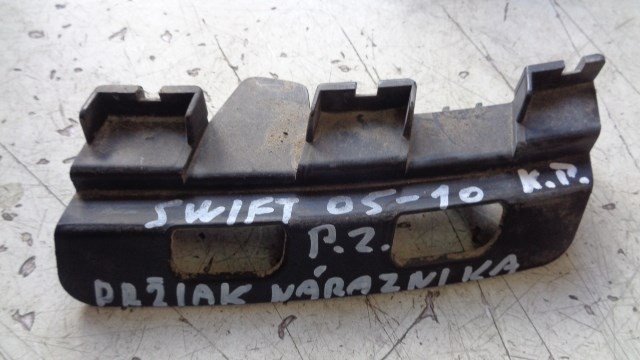 SWIFT 05-10 K.P.
P.Z.
DRŽIAK NÁRAZNIKA